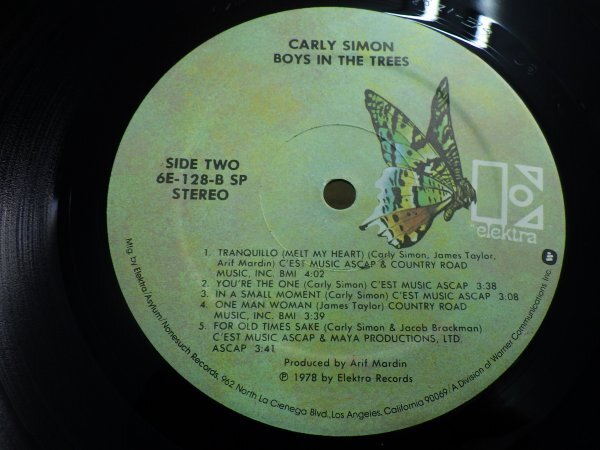 CARLY SIMON
BOYS IN THE TREES
SIDE TWO
6E-128-B SP
STEREO
elektra
1. TRANQUILLO (MELT MY HEART) (Carly Simon, James Taylor,
Arif Mardin) C'EST MUSIC ASCAP & COUNTRY ROAD
MUSIC, INC. BMI 4:02
2. YOU'RE THE ONE (Carly Simon) C'EST MUSIC ASCAP 3:38
3. IN A SMALL MOMENT (Carly Simon) C'EST MUSIC ASCAP 3:08
4. ONE MAN WOMAN (James Taylor) COUNTRY ROAD
MUSIC, INC. BMI 3:39
5. FOR OLD TIMES SAKE (Carly Simon & Jacob Brackman)
C'EST MUSIC ASCAP & MAYA PRODUCTIONS, LTD.
ASCAP 3:41
Produced by Arif Mardin
℗ 1978 by Elektra Records
Mfg. by Elektra/Asylum/Nonesuch Records, 962 North La Cienega Blvd., Los Angeles, California 90069/A Division of Warner Communications Inc.